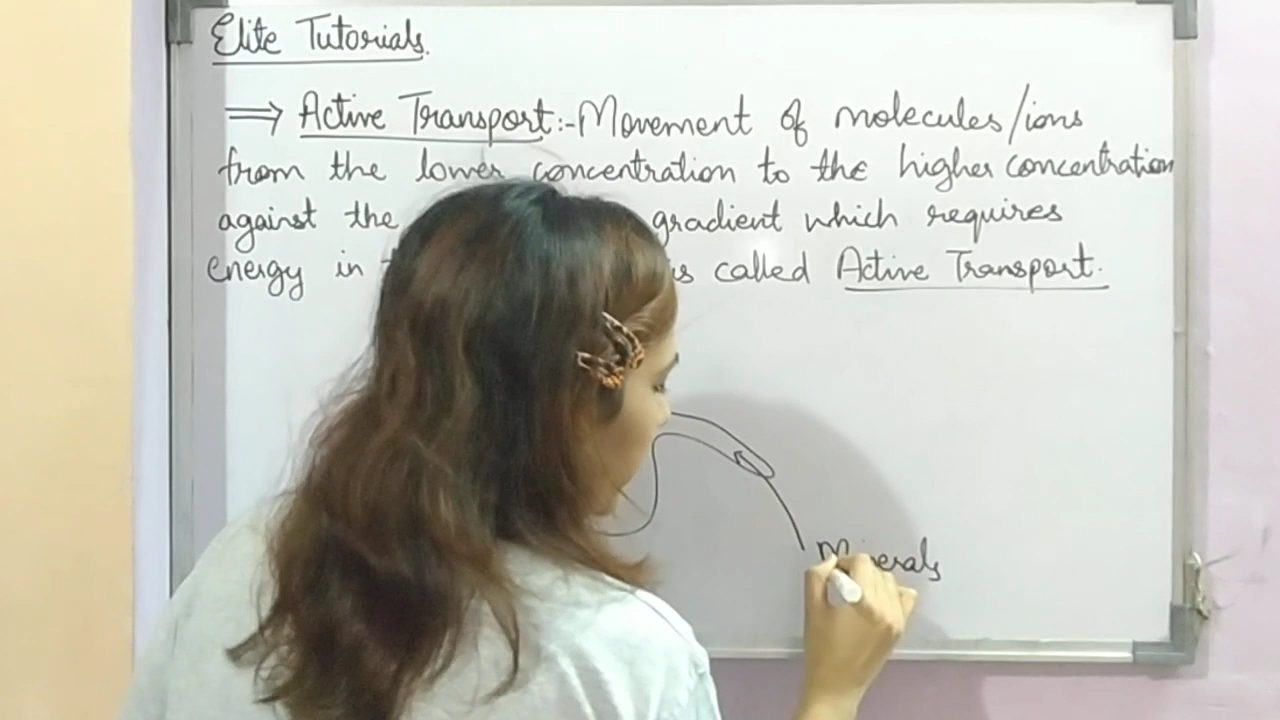 Elite Tutorials.
⟹ Active Transport:- Movement of molecules/ions
from the lower concentration to the higher concentration
against the gradient which requires
energy in called Active Transport.
Minerals